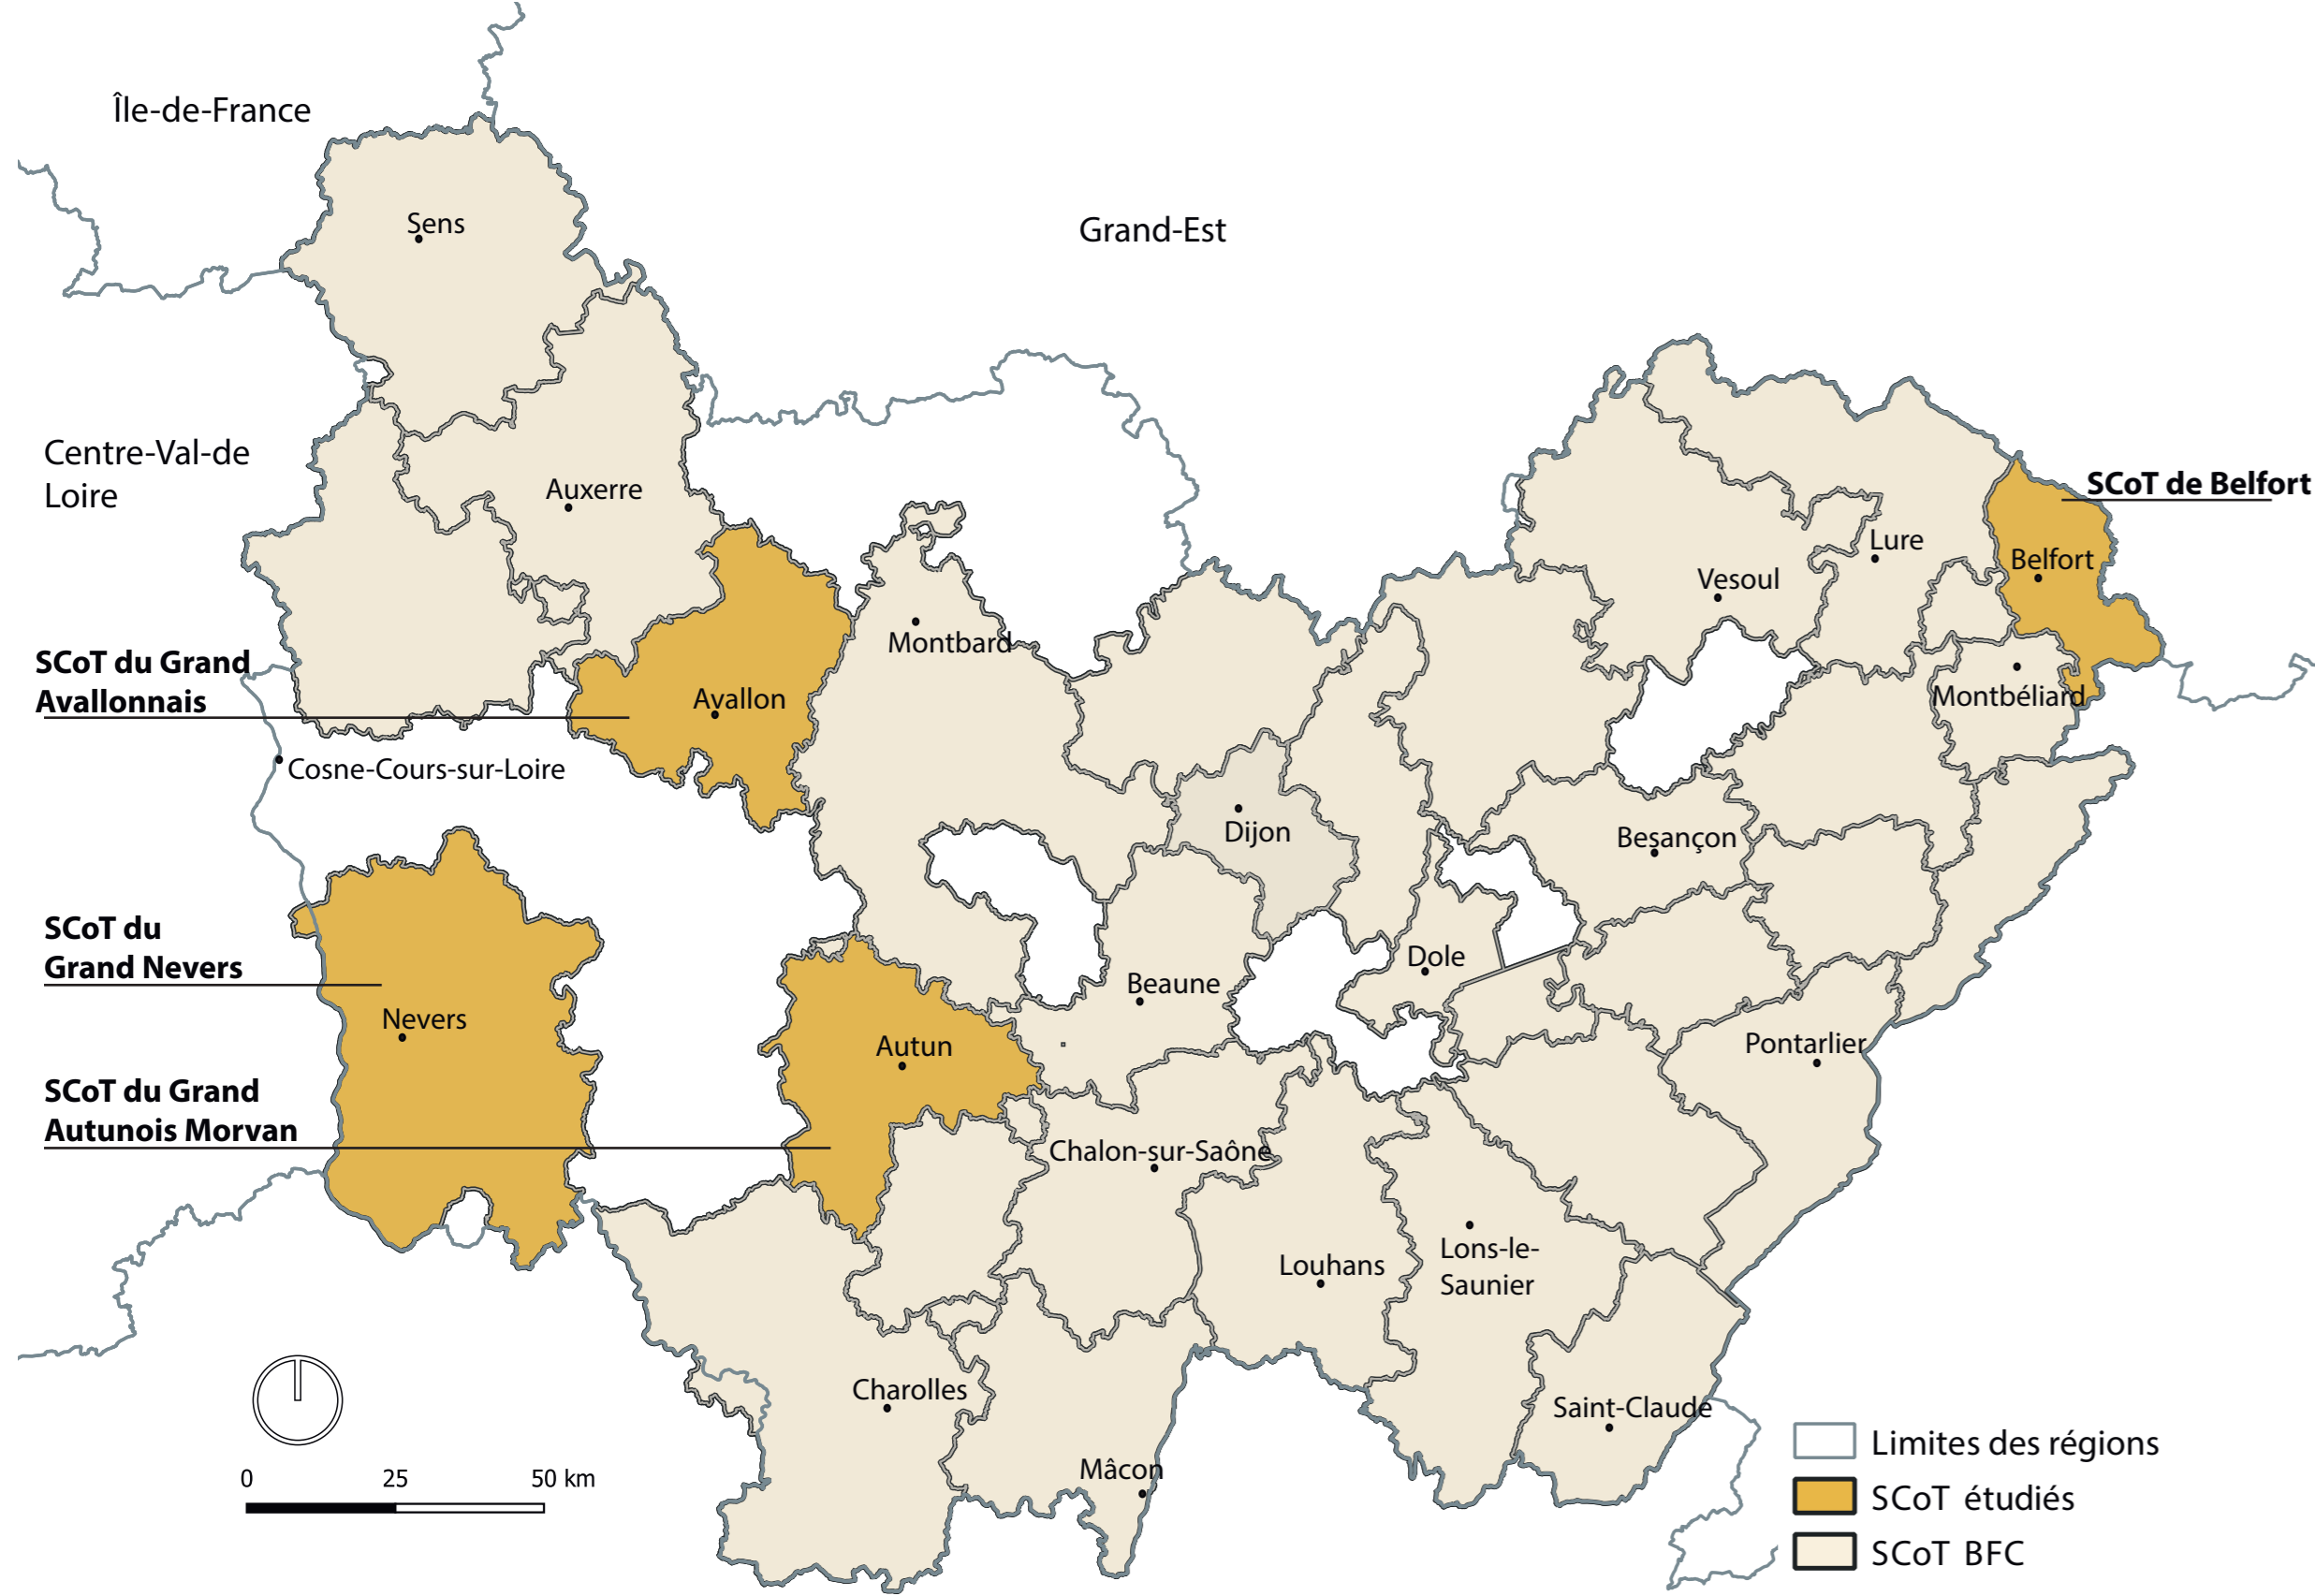 Île-de-France
Sens
Grand-Est
Centre-Val-de
Loire
Auxerre
SCoT de Belfort
Lure
Belfort
Vesoul
Montbard
SCoT du Grand
Avallonnais
Avallon
Montbéliard
Cosne-Cours-sur-Loire
Dijon
Besançon
SCoT du
Grand Nevers
Dole
Beaune
Nevers
Autun
Pontarlier
SCoT du Grand
Autunois Morvan
Chalon-sur-Saône
Louhans
Lons-le-
Saunier
Charolles
Saint-Claude
Mâcon
0 25 50 km
Limites des régions
SCoT étudiés
SCoT BFC